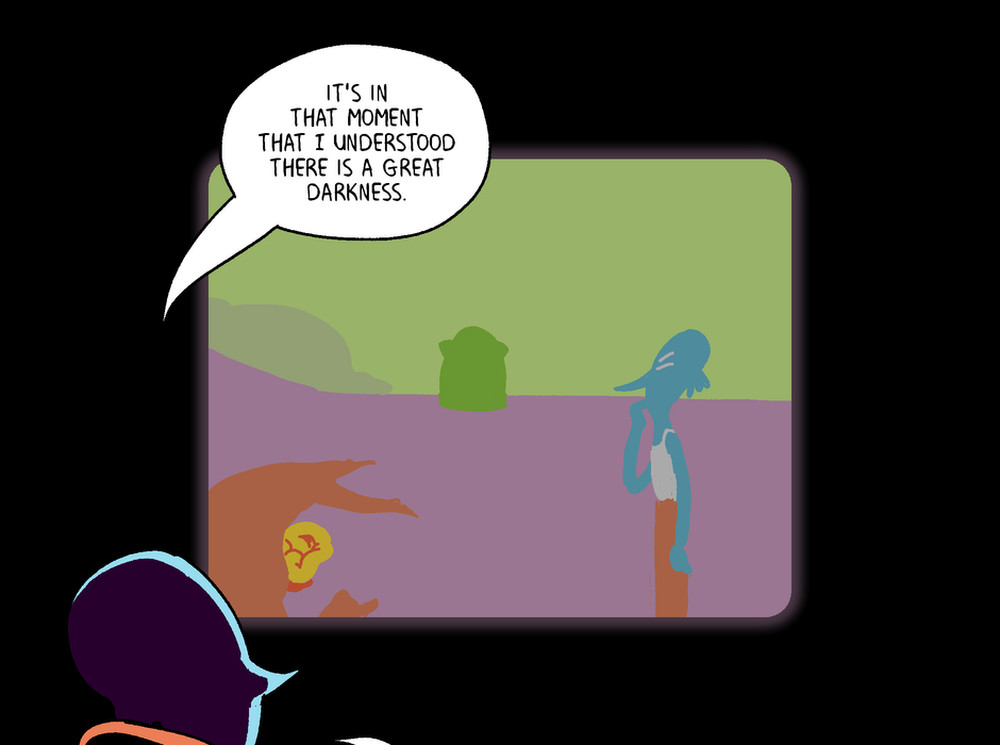 IT'S IN
THAT MOMENT
THAT I UNDERSTOOD
THERE IS A GREAT
DARKNESS.